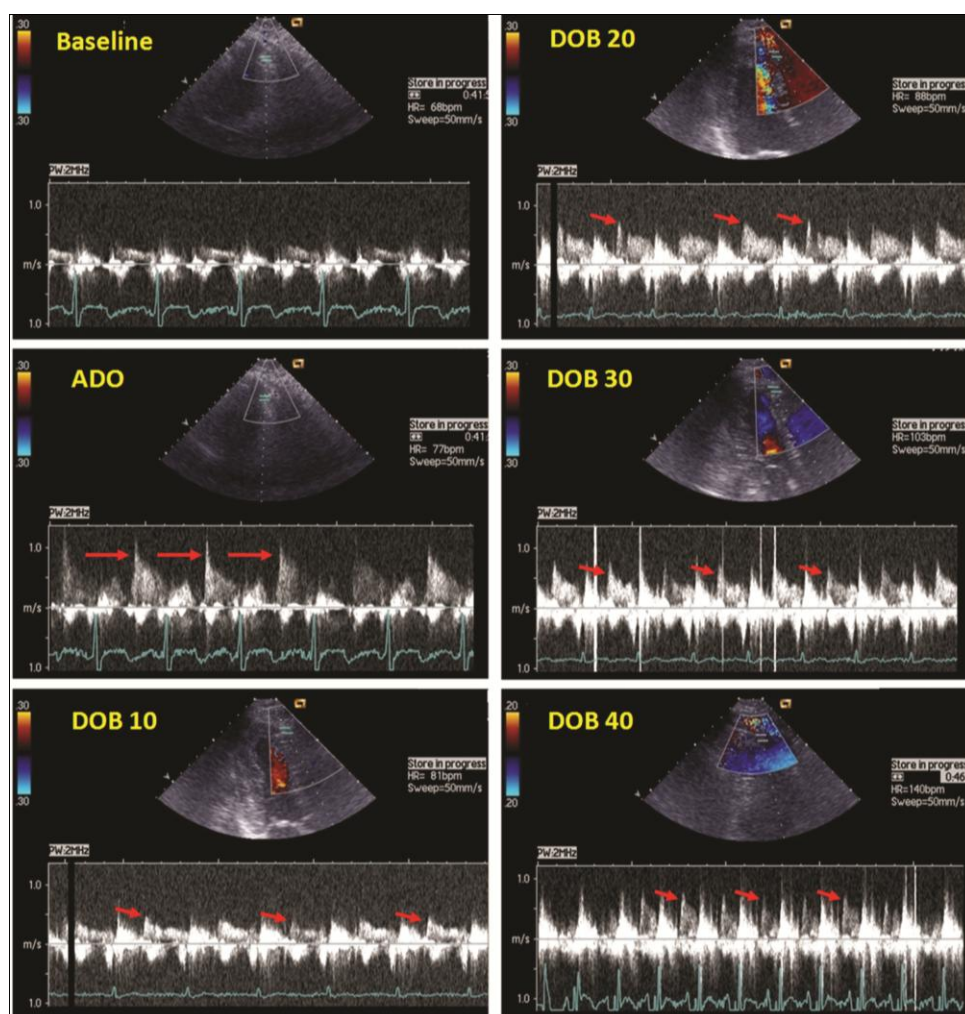 Baseline
.30
.30
Store in progress
0:41:
HR= 68bpm
Sweep=50mm/s
PW:2MHz
1.0
m/s
1.0
DOB 20
.30
.30
Store in progress
HR= 88bpm
Sweep=50mm/s
PW:2MHz
1.0
m/s
1.0
ADO
.30
.30
Store in progress
0:41:
HR= 77bpm
Sweep=50mm/s
PW:2MHz
1.0
m/s
1.0
DOB 30
.30
.30
Store in progress
HR=103bpm
Sweep=50mm/s
PW:2MHz
1.0
m/s
1.0
DOB 10
.30
.30
Store in progress
HR= 81bpm
Sweep=50mm/s
PW:2MHz
1.0
m/s
1.0
DOB 40
.20
.20
Store in progress
0:46
HR=140bpm
Sweep=50mm/s
PW:2MHz
1.0
m/s
1.0